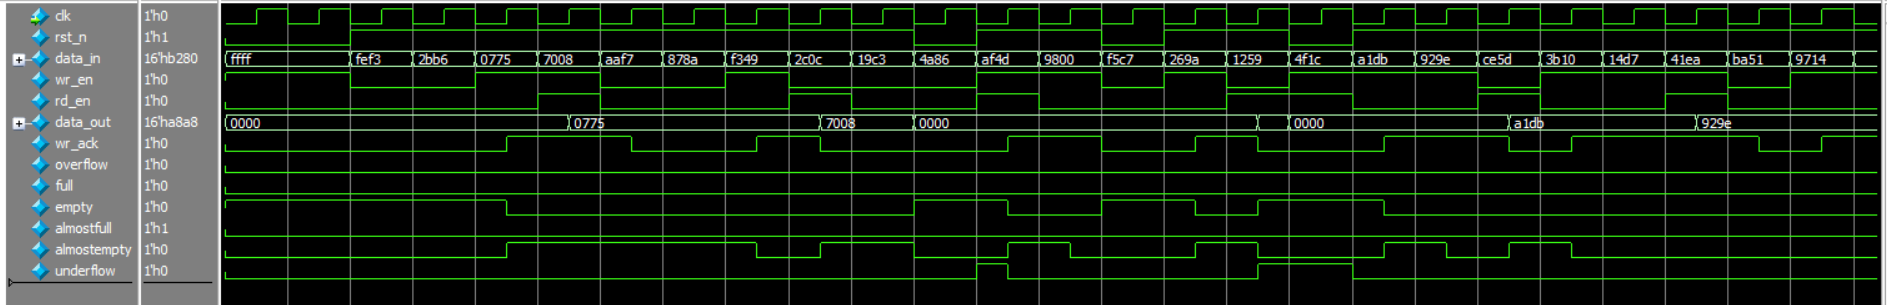 clk 1'h0
rst_n 1'h1
data_in 16'hb280 ffff fef3 2bb6 0775 7008 aaf7 878a f349 2c0c 19c3 4a86 af4d 9800 f5c7 269a 1259 4f1c a1db 929e ce5d 3b10 14d7 41ea ba51 9714
wr_en 1'h0
rd_en 1'h0
data_out 16'ha8a8 0000 0775 7008 0000 0000 a1db 929e
wr_ack 1'h0
overflow 1'h0
full 1'h0
empty 1'h0
almostfull 1'h1
almostempty 1'h0
underflow 1'h0